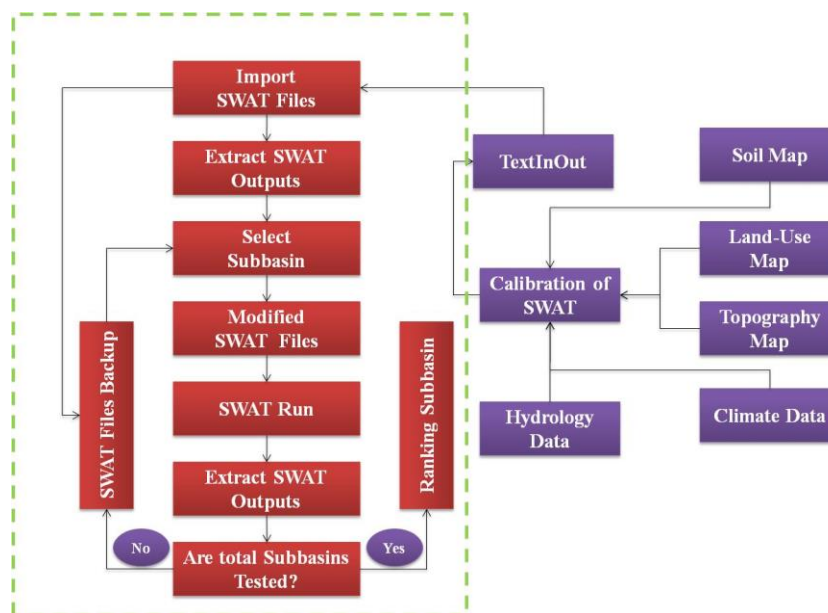 Import
SWAT Files
Extract SWAT
Outputs
Select
Subbasin
Modified
SWAT Files
SWAT Run
Extract SWAT
Outputs
Are total Subbasins
Tested?
No
Yes
SWAT Files Backup
Ranking Subbasin
TextInOut
Calibration of
SWAT
Soil Map
Land-Use
Map
Topography
Map
Hydrology
Data
Climate Data